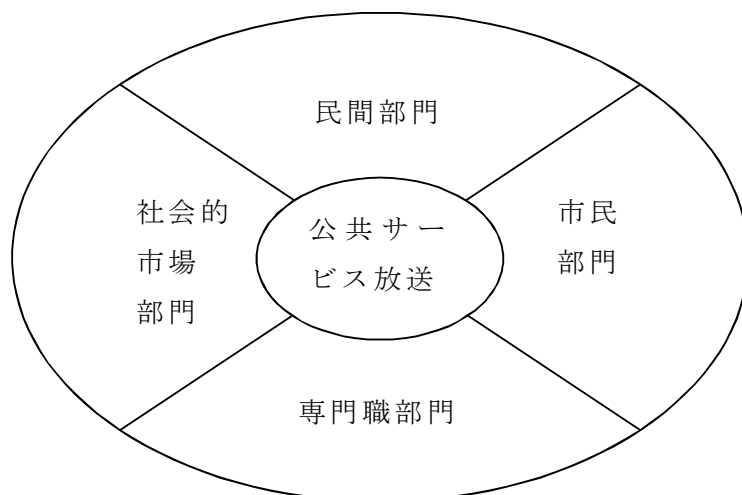 民間部門
社会的
市場
部門
公共サー
ビス放送
市民
部門
専門職部門